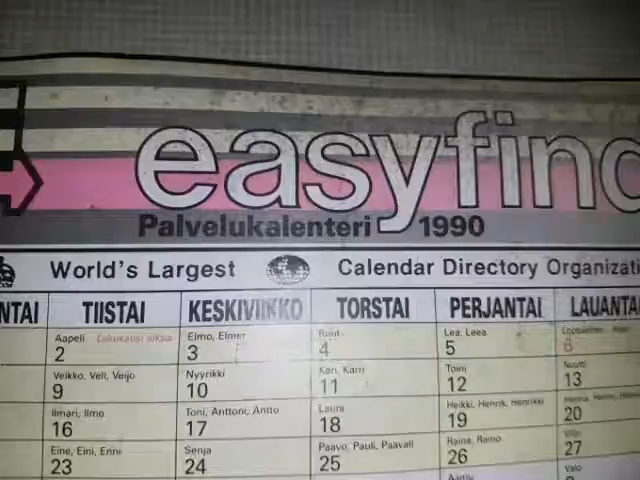 easyfind
Palvelukalenteri 1990
World's Largest Calendar Directory Organizati
NTAI TIISTAI KESKIVIIKKO TORSTAI PERJANTAI LAUANTAI
Aapeli Elmo, Elmer Ruut Lea, Leea
2 3 4 5 6
Veikko, Veli, Veijo Nyyrikki Kari, Karri Toini Nuutti
9 10 11 12 13
Ilmari, Ilmo Toni, Anttoni, Antto Laura Heikki, Henrik, Henrikki
16 17 18 19 20
Eine, Eini, Enni Senja Paavo, Pauli, Paavali Raina, Raimo
23 24 25 26 27